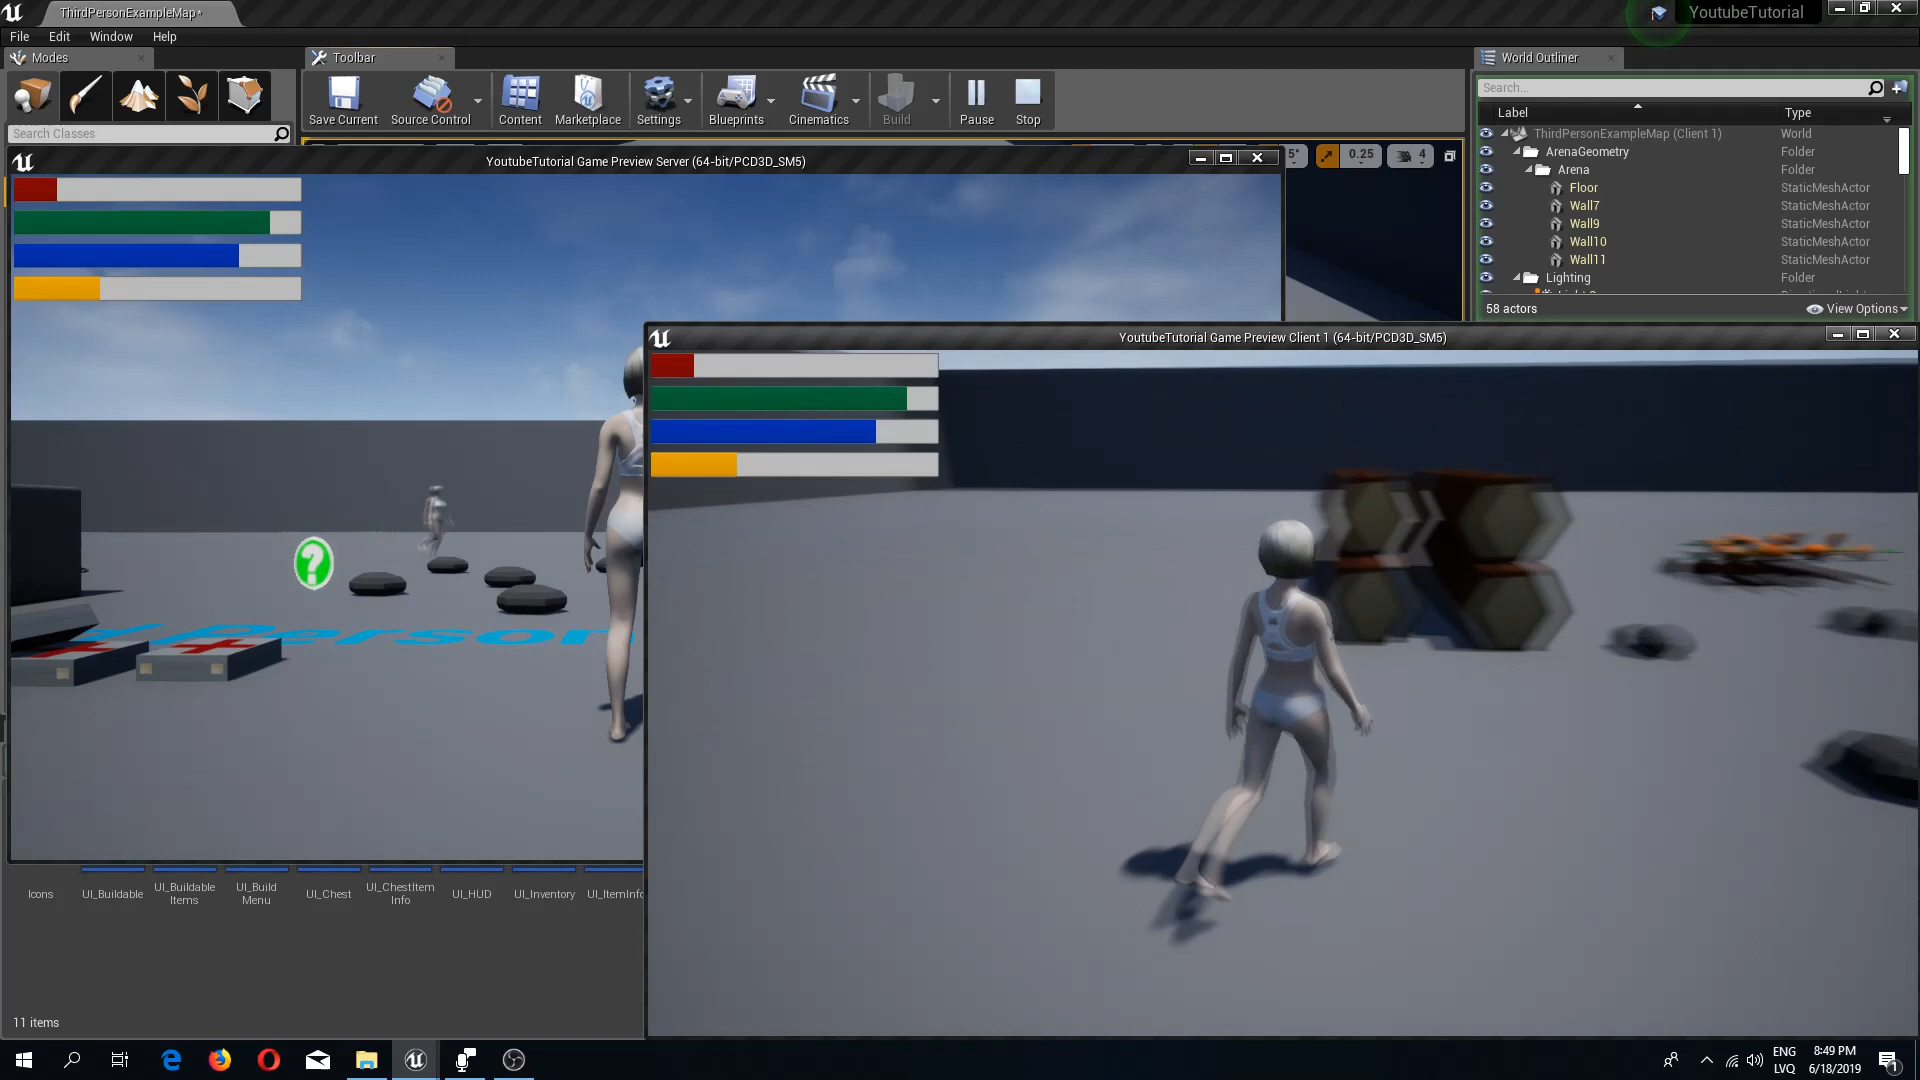 ThirdPersonExampleMap*
YoutubeTutorial
File Edit Window Help
Modes
Toolbar
World Outliner
Search Classes
Save Current
Source Control
Content
Marketplace
Settings
Blueprints
Cinematics
Build
Pause
Stop
Search...
Label Type
ThirdPersonExampleMap (Client 1) World
ArenaGeometry Folder
Arena Folder
Floor StaticMeshActor
Wall7 StaticMeshActor
Wall9 StaticMeshActor
Wall10 StaticMeshActor
Wall11 StaticMeshActor
Lighting Folder
58 actors
View Options
YoutubeTutorial Game Preview Server (64-bit/PCD3D_SM5)
5° 0.25 4
YoutubeTutorial Game Preview Client 1 (64-bit/PCD3D_SM5)
?
Person
Icons
UI_Buildable
UI_Buildable
Items
UI_Build
Menu
UI_Chest
UI_ChestItem
Info
UI_HUD
UI_Inventory
UI_ItemInfo
11 items
ENG
LVQ
8:49 PM
6/18/2019
1